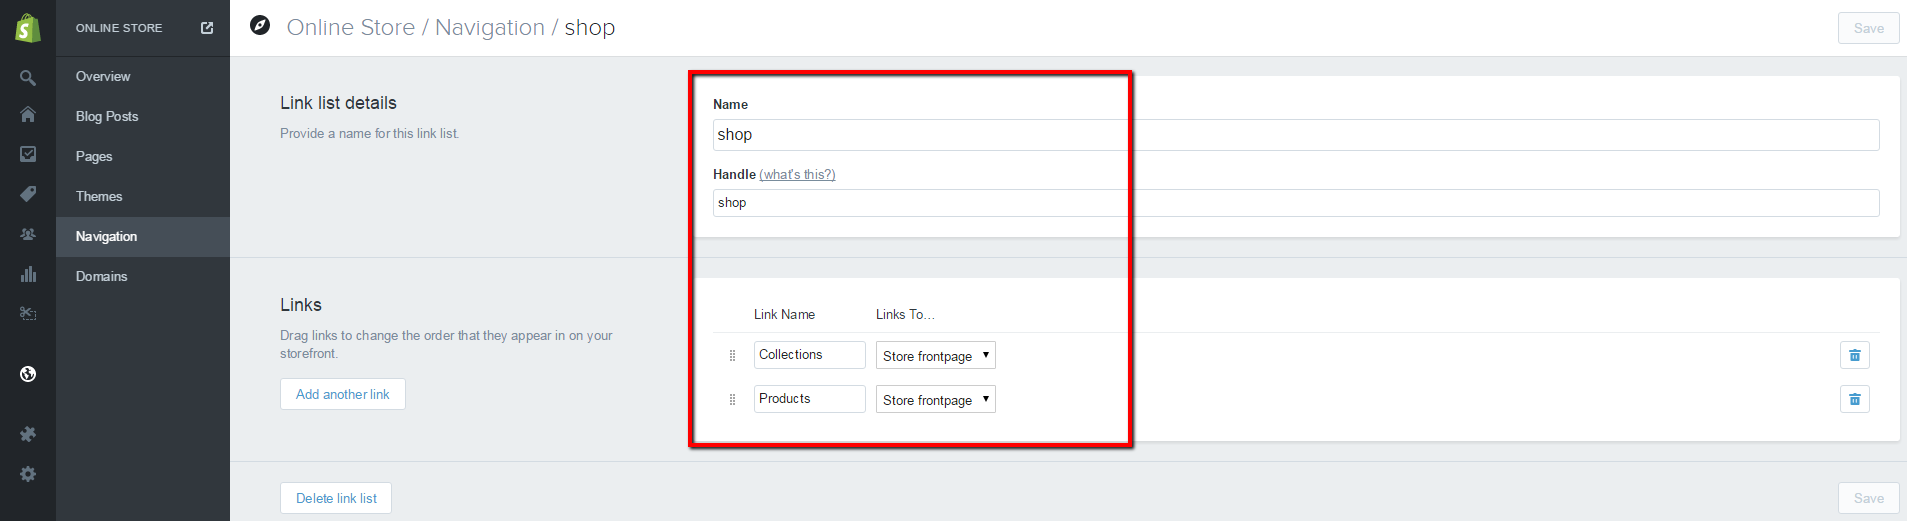 ONLINE STORE
Overview
Blog Posts
Pages
Themes
Navigation
Domains
Online Store / Navigation / shop
Save
Link list details
Provide a name for this link list.
Name
shop
Handle (what's this?)
shop
Links
Drag links to change the order that they appear in on your
storefront.
Add another link
Link Name Links To...
Collections Store frontpage
Products Store frontpage
Delete link list
Save